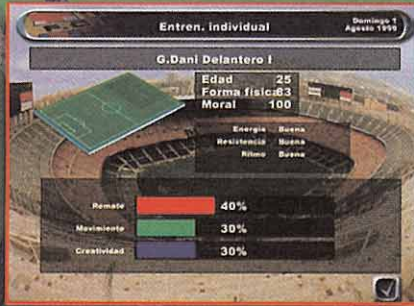 Entren. individual
Domingo 1
Agosto 1999
G.Dani Delantero I
Edad 25
Forma física:83
Moral 100
Energía Buena
Resistencia Buena
Ritmo Buena
Remate 40%
Movimiento 30%
Creatividad 30%